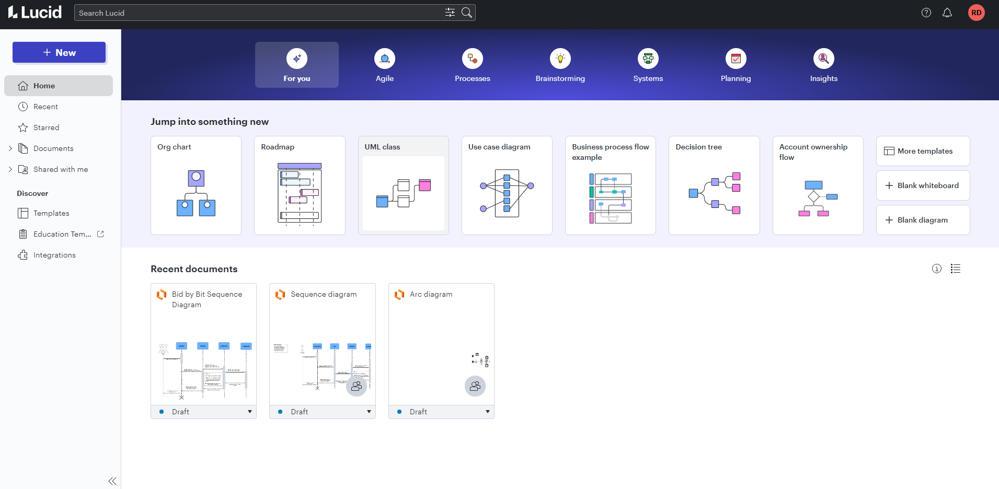 Lucid
Search Lucid
RD
New
Home
Recent
Starred
Documents
Shared with me
Discover
Templates
Education Tem...
Integrations
For you
Agile
Processes
Brainstorming
Systems
Planning
Insights
Jump into something new
Org chart
Roadmap
UML class
Use case diagram
Business process flow
example
Decision tree
Account ownership
flow
More templates
Blank whiteboard
Blank diagram
Recent documents
Bid by Bit Sequence
Diagram
Draft
Sequence diagram
Draft
Arc diagram
Draft